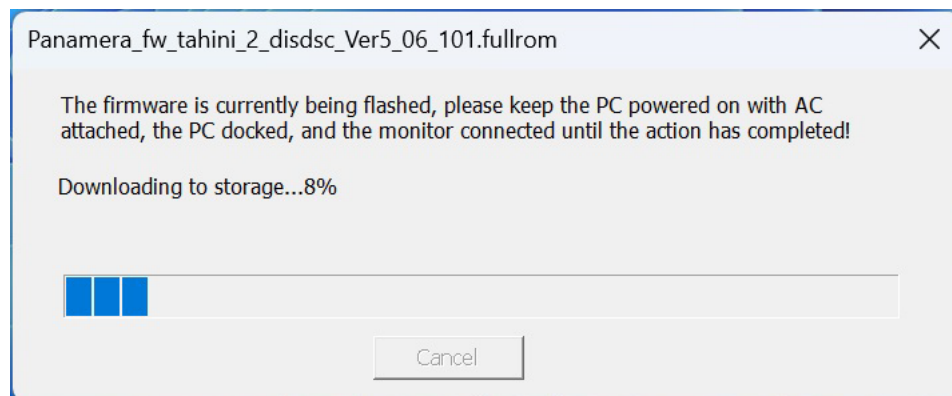 Panamera_fw_tahini_2_disdsc_Ver5_06_101.fullrom
The firmware is currently being flashed, please keep the PC powered on with AC
attached, the PC docked, and the monitor connected until the action has completed!
Downloading to storage...8%
Cancel